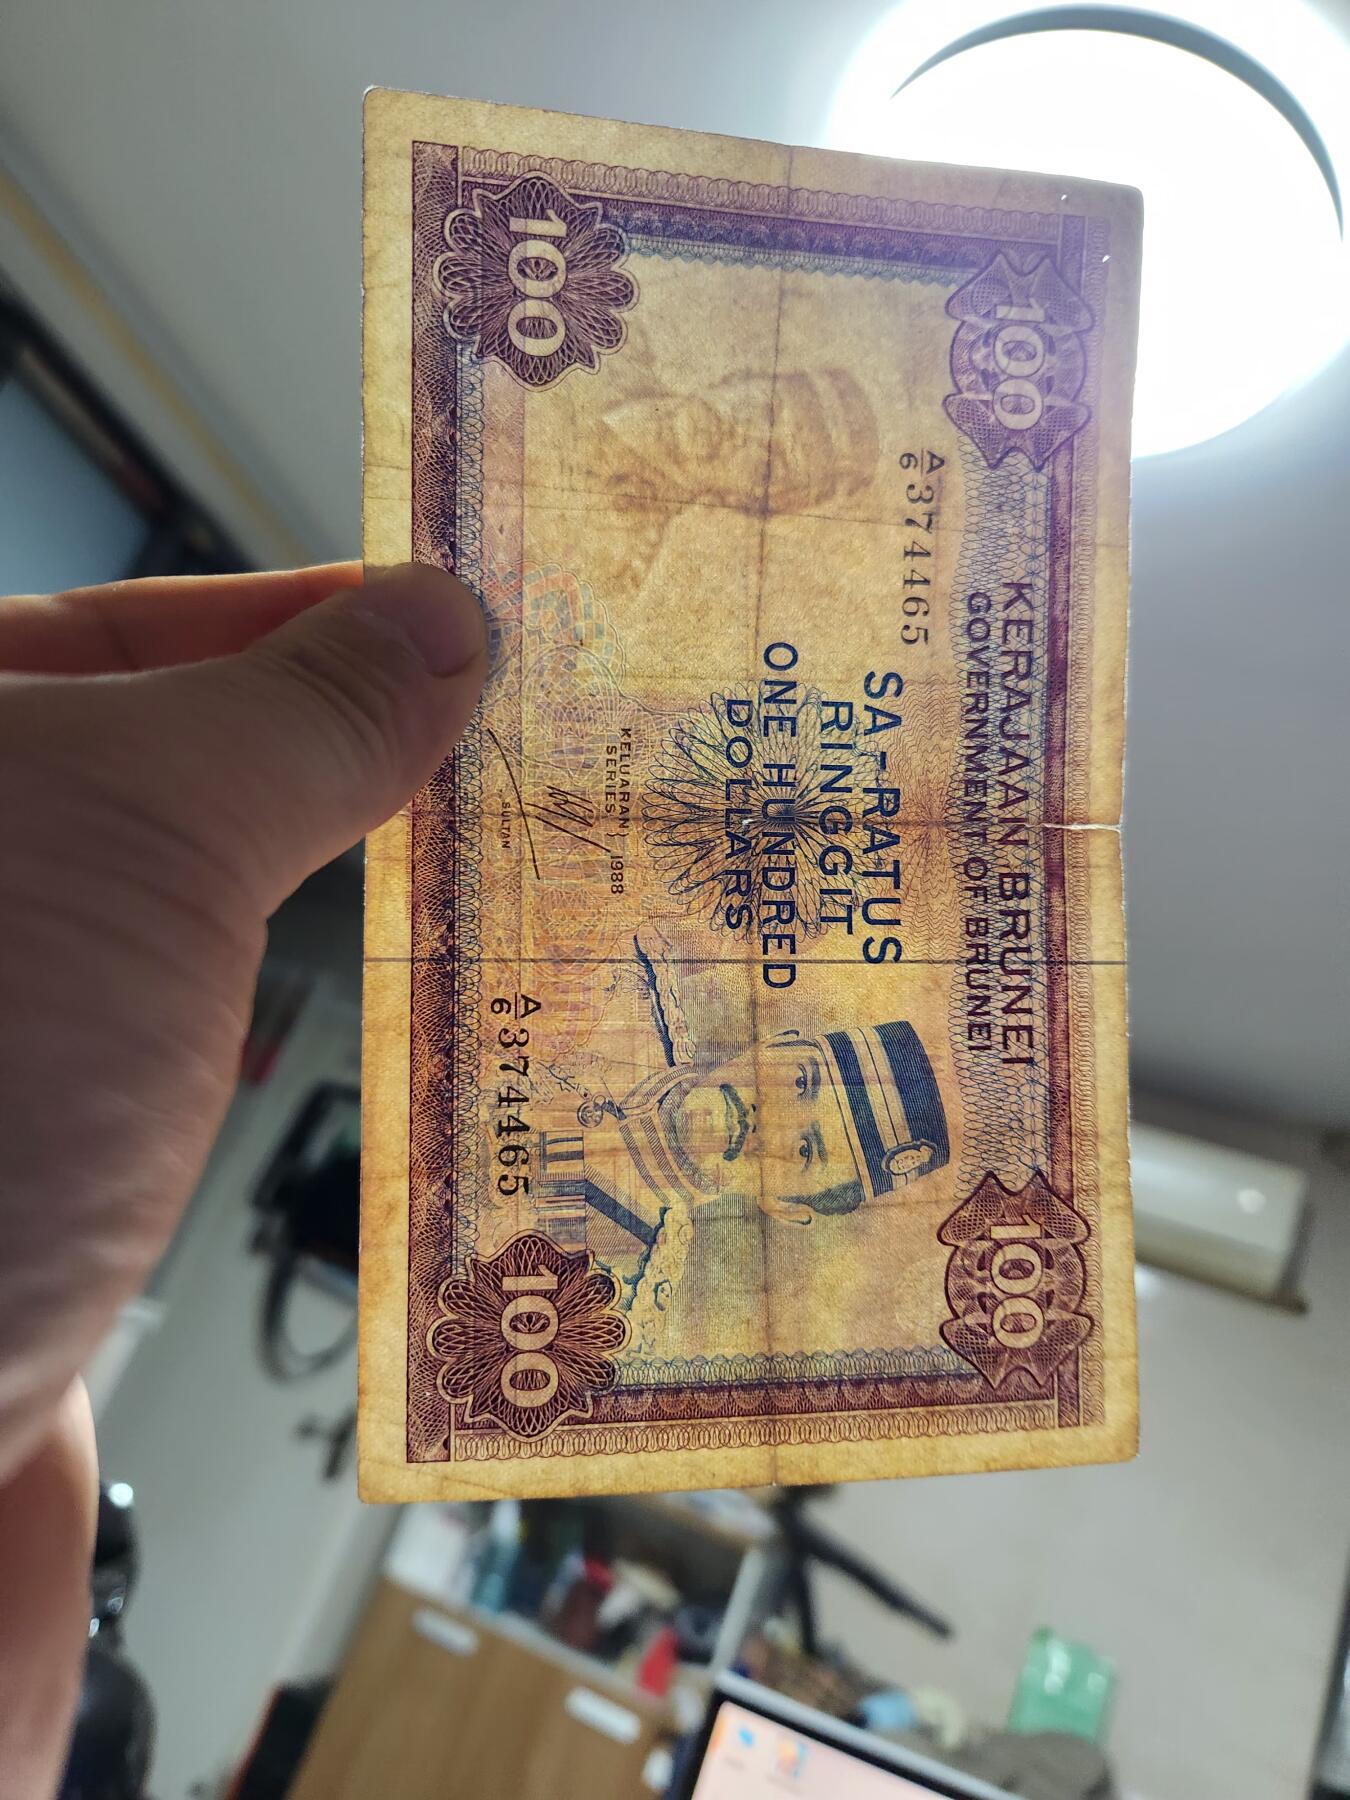 100
100
A/6 374465
KERAJAAN BRUNEI
GOVERNMENT OF BRUNEI
SA-RATUS
RINGGIT
ONE HUNDRED
DOLLARS
KELUARAN
SERIES } 1988
SULTAN
A/6 374465
100
100